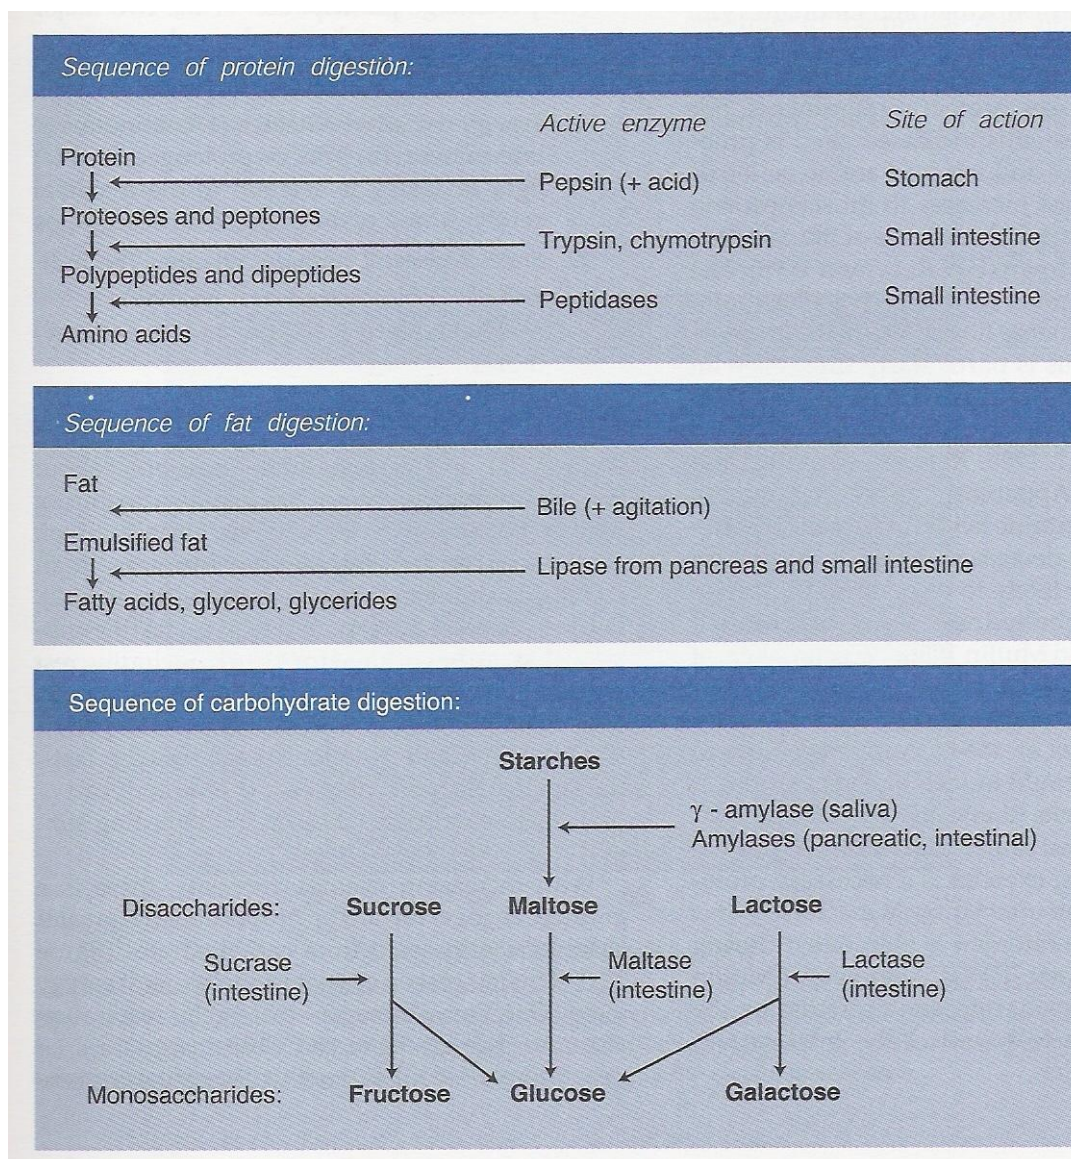 Sequence of protein digestion:
Active enzyme Site of action
Protein
Pepsin (+ acid) Stomach
Proteoses and peptones
Trypsin, chymotrypsin Small intestine
Polypeptides and dipeptides
Peptidases Small intestine
Amino acids
Sequence of fat digestion:
Fat
Bile (+ agitation)
Emulsified fat
Lipase from pancreas and small intestine
Fatty acids, glycerol, glycerides
Sequence of carbohydrate digestion:
Starches
γ - amylase (saliva)
Amylases (pancreatic, intestinal)
Disaccharides: Sucrose Maltose Lactose
Sucrase
(intestine)
Maltase
(intestine)
Lactase
(intestine)
Monosaccharides: Fructose Glucose Galactose